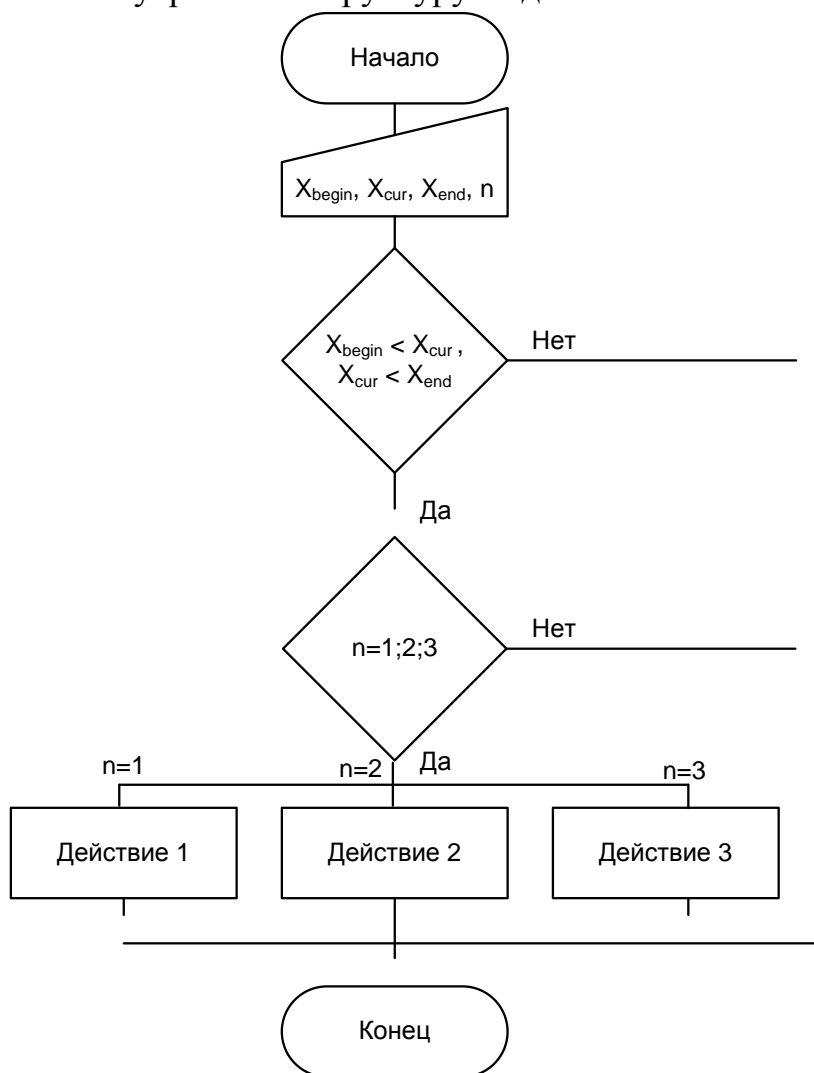 Начало
Xbegin, Xcur, Xend, n
Xbegin < Xcur ,
Xcur < Xend
Нет
Да
n=1;2;3
Нет
Да
n=1
n=2
n=3
Действие 1
Действие 2
Действие 3
Конец